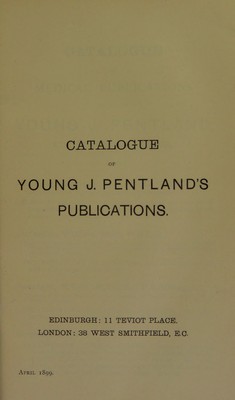 CATALOGUE
OF
YOUNG J. PENTLAND'S
PUBLICATIONS.
EDINBURGH: 11 TEVIOT PLACE.
LONDON: 38 WEST SMITHFIELD, E.C.
April 1899.